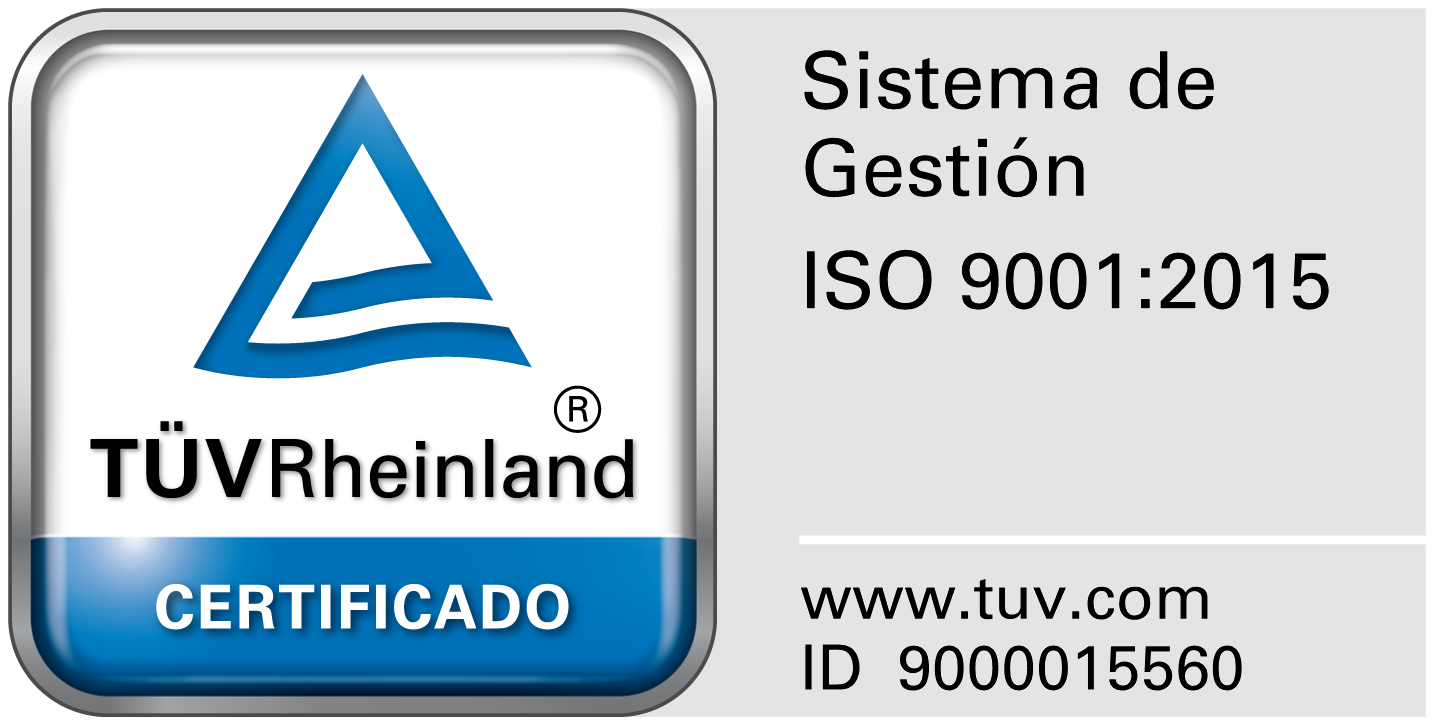 ®
TÜVRheinland
CERTIFICADO
Sistema de
Gestión
ISO 9001:2015
www.tuv.com
ID 9000015560